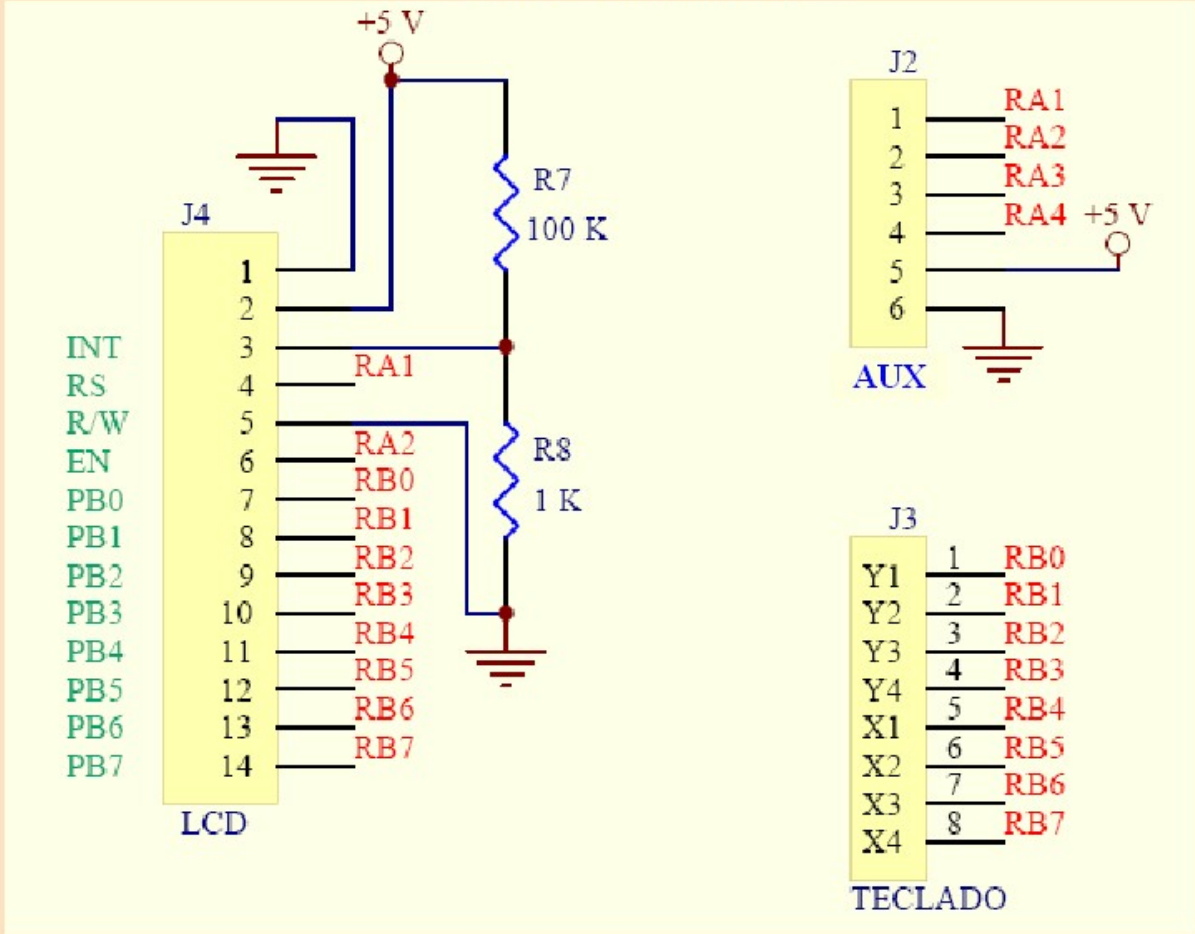 +5 V
R7
100 K
R8
1 K
J4
1
2
INT 3
RS 4 RA1
R/W 5
EN 6 RA2
PB0 7 RB0
PB1 8 RB1
PB2 9 RB2
PB3 10 RB3
PB4 11 RB4
PB5 12 RB5
PB6 13 RB6
PB7 14 RB7
LCD
J2
1 RA1
2 RA2
3 RA3
4 RA4
5 +5 V
6
AUX
J3
Y1 1 RB0
Y2 2 RB1
Y3 3 RB2
Y4 4 RB3
X1 5 RB4
X2 6 RB5
X3 7 RB6
X4 8 RB7
TECLADO